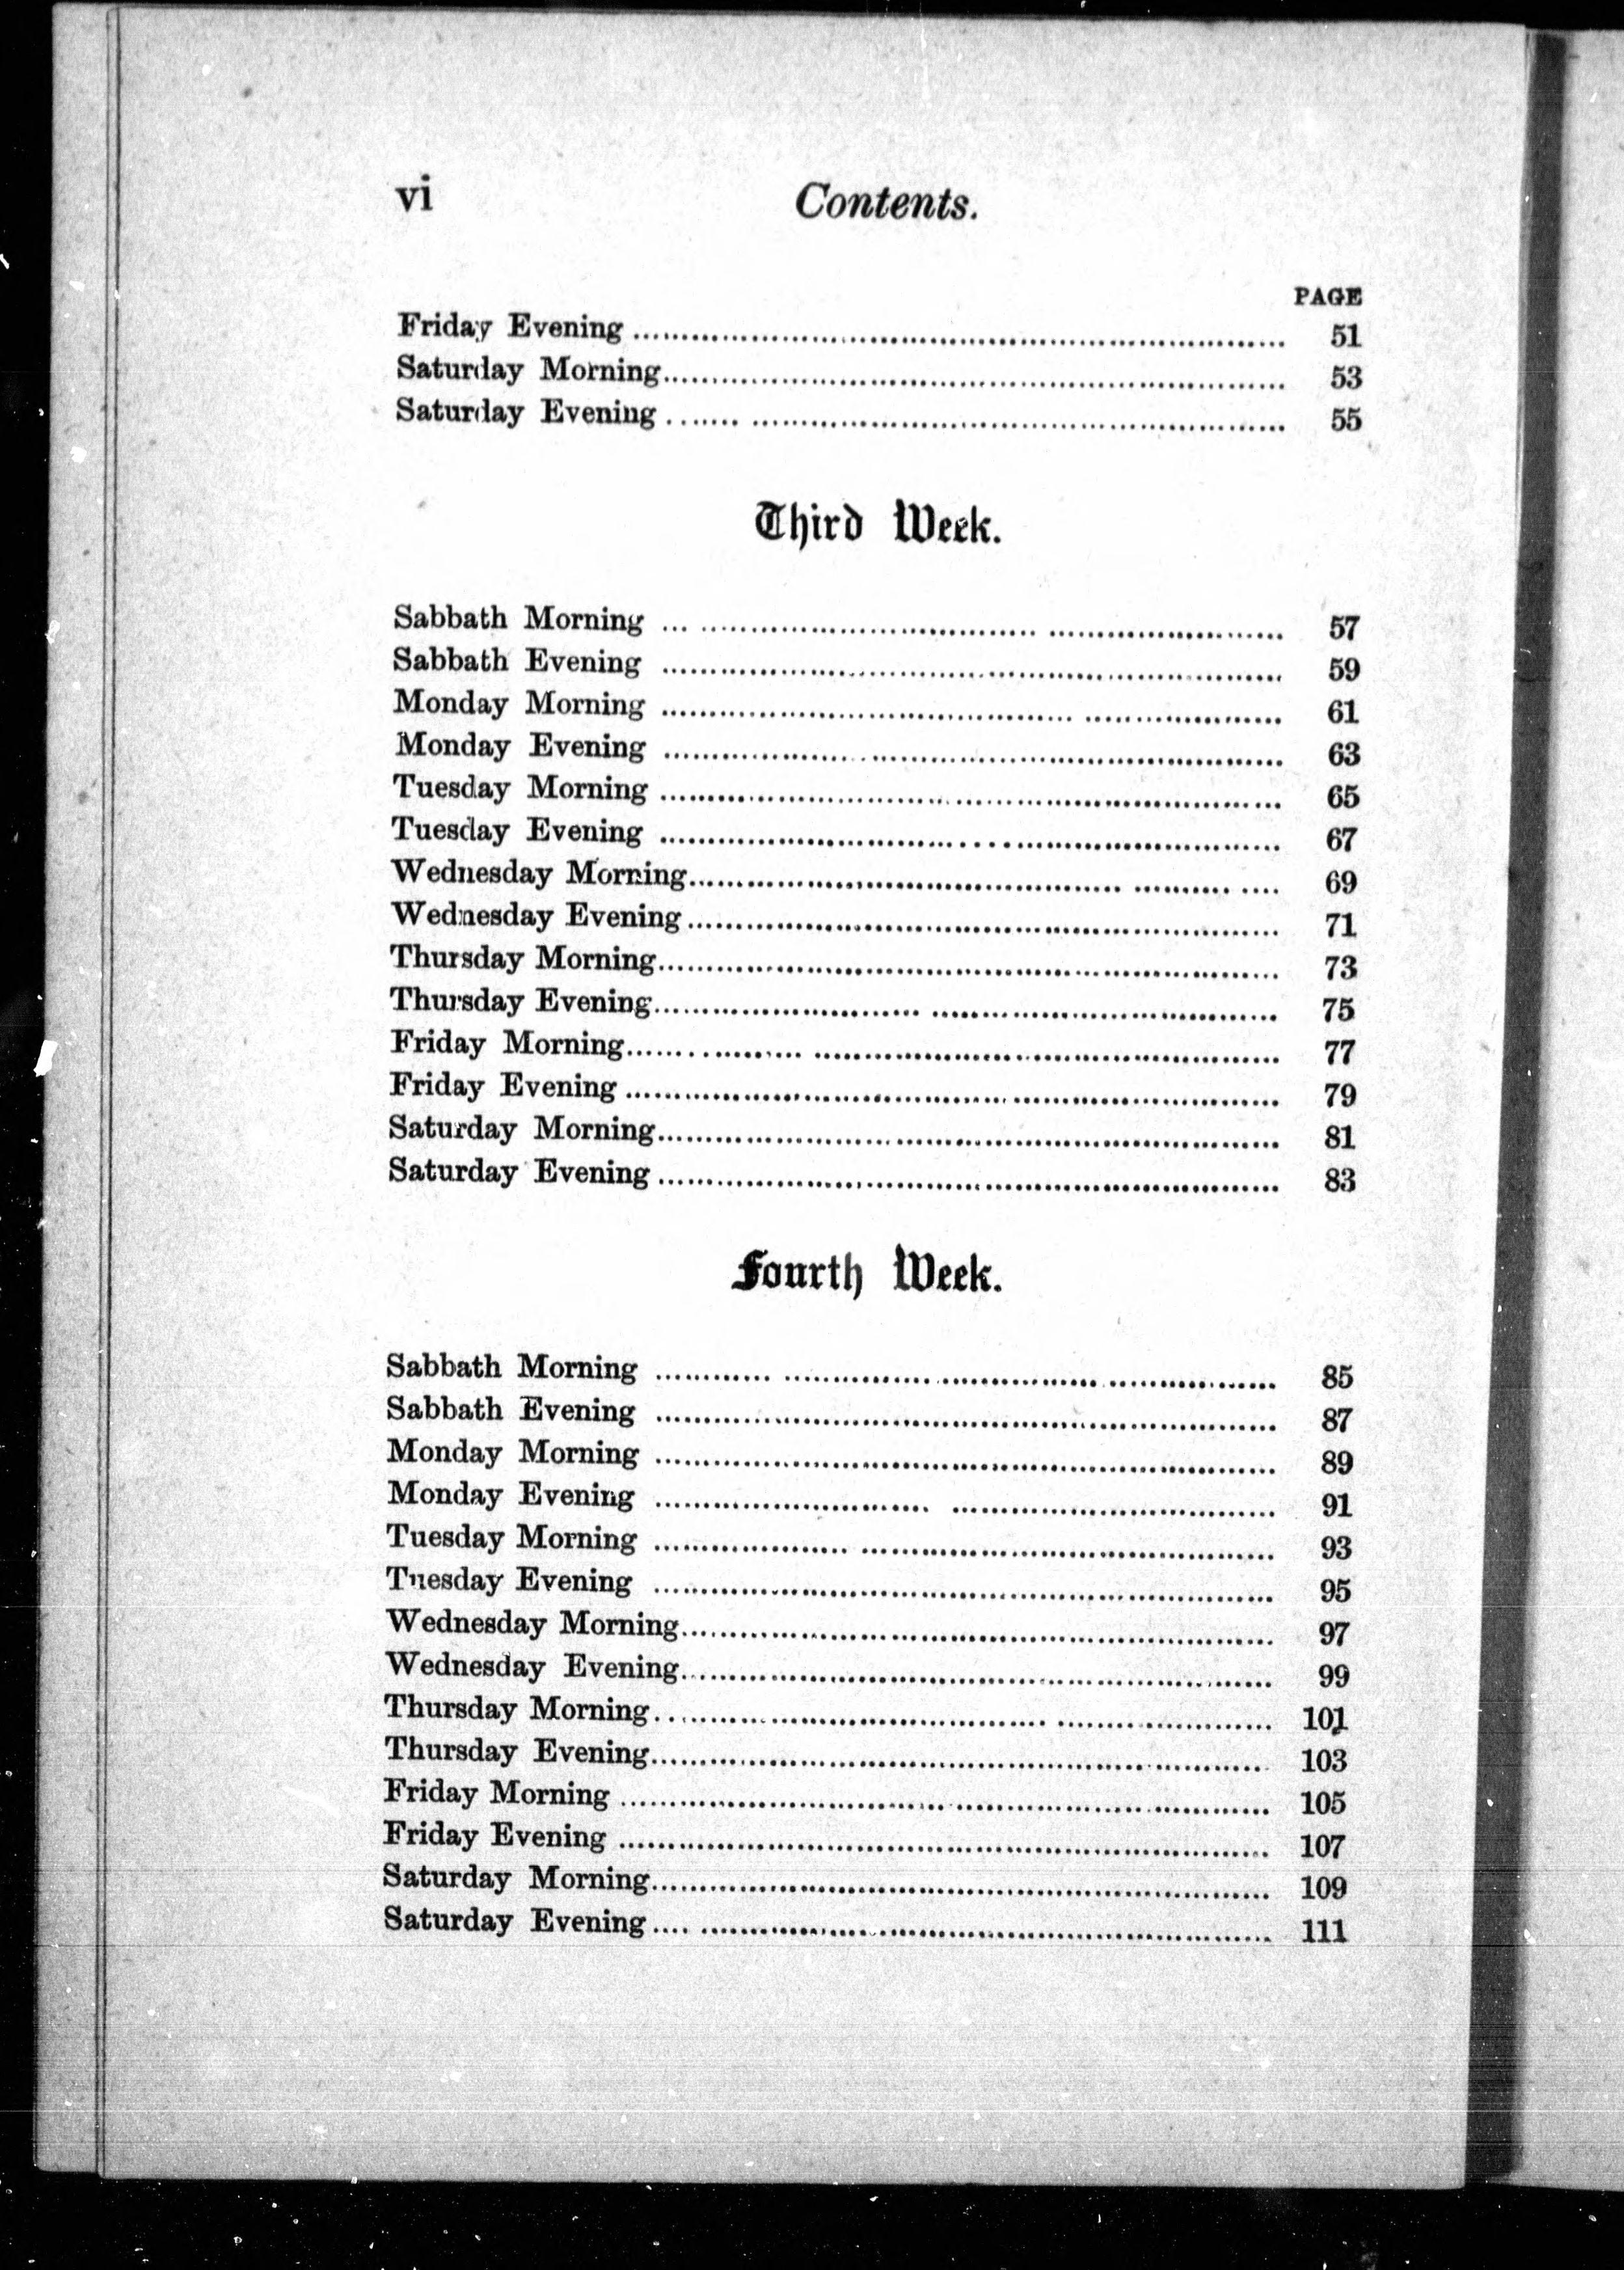 vi Contents.
PAGE
Friday Evening ........................................ 51
Saturday Morning........................................ 53
Saturday Evening ........................................ 55
Third Week.
Sabbath Morning ........................................ 57
Sabbath Evening ........................................ 59
Monday Morning ........................................ 61
Monday Evening ........................................ 63
Tuesday Morning ........................................ 65
Tuesday Evening ........................................ 67
Wednesday Morning........................................ 69
Wednesday Evening........................................ 71
Thursday Morning........................................ 73
Thursday Evening........................................ 75
Friday Morning........................................ 77
Friday Evening ........................................ 79
Saturday Morning........................................ 81
Saturday Evening ........................................ 83
Fourth Week.
Sabbath Morning ........................................ 85
Sabbath Evening ........................................ 87
Monday Morning ........................................ 89
Monday Evening ........................................ 91
Tuesday Morning ........................................ 93
Tuesday Evening ........................................ 95
Wednesday Morning........................................ 97
Wednesday Evening........................................ 99
Thursday Morning........................................ 101
Thursday Evening........................................ 103
Friday Morning ........................................ 105
Friday Evening ........................................ 107
Saturday Morning........................................ 109
Saturday Evening........................................ 111